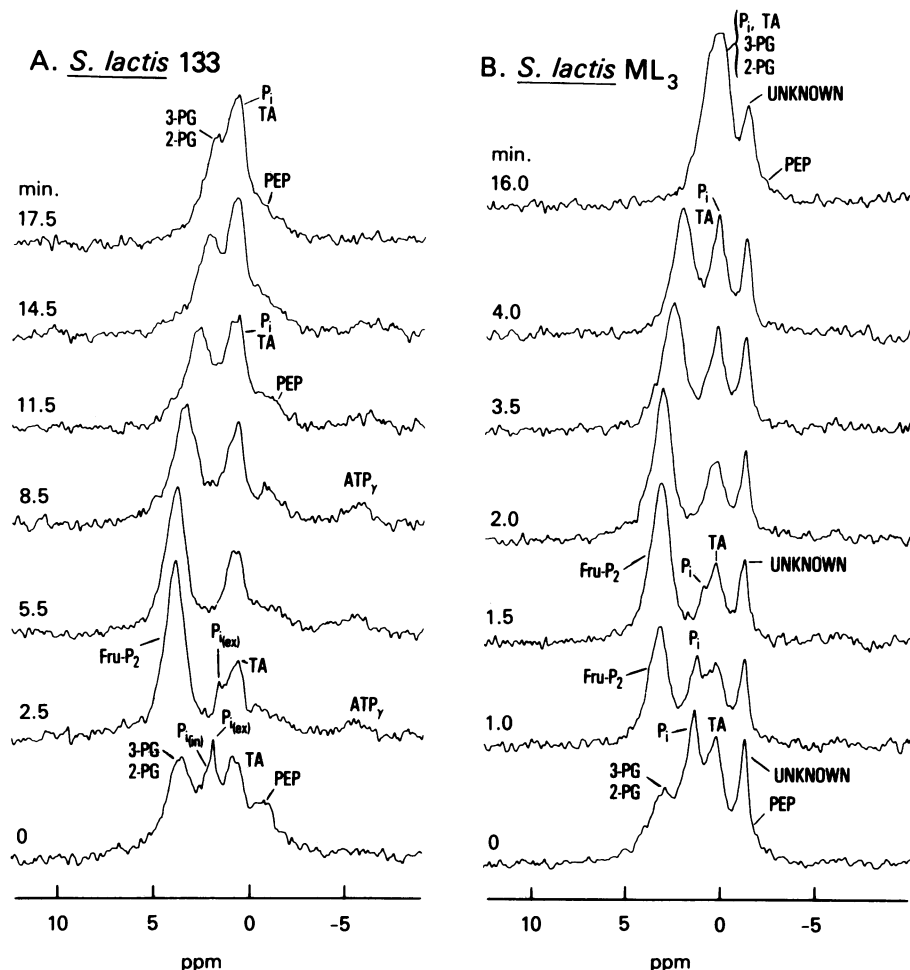 A. S. lactis 133
3-PG
2-PG
Pi
TA
PEP
min.
17.5
14.5
Pi
TA
PEP
11.5
8.5
ATPγ
5.5
Fru-P2
Pi(ex)
TA
ATPγ
2.5
3-PG
2-PG
Pi(in)
Pi(ex)
TA
PEP
0
10 5 0 -5
ppm
B. S. lactis ML3
Pi, TA
3-PG
2-PG
UNKNOWN
PEP
16.0
Pi
TA
4.0
3.5
2.0
Fru-P2
Pi
TA
UNKNOWN
1.5
Fru-P2
Pi
1.0
3-PG
2-PG
Pi
TA
UNKNOWN
PEP
0
10 5 0 -5
ppm